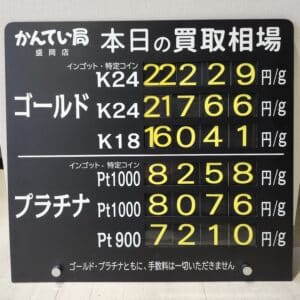 かんてい局
盛岡店
本日の買取相場
インゴット・特定コイン
K24 22229 円/g
ゴールド K24 21766 円/g
K18 16041 円/g
インゴット・特定コイン
Pt1000 8258 円/g
プラチナ Pt1000 8076 円/g
Pt900 7210 円/g
ゴールド・プラチナともに、手数料は一切いただきません